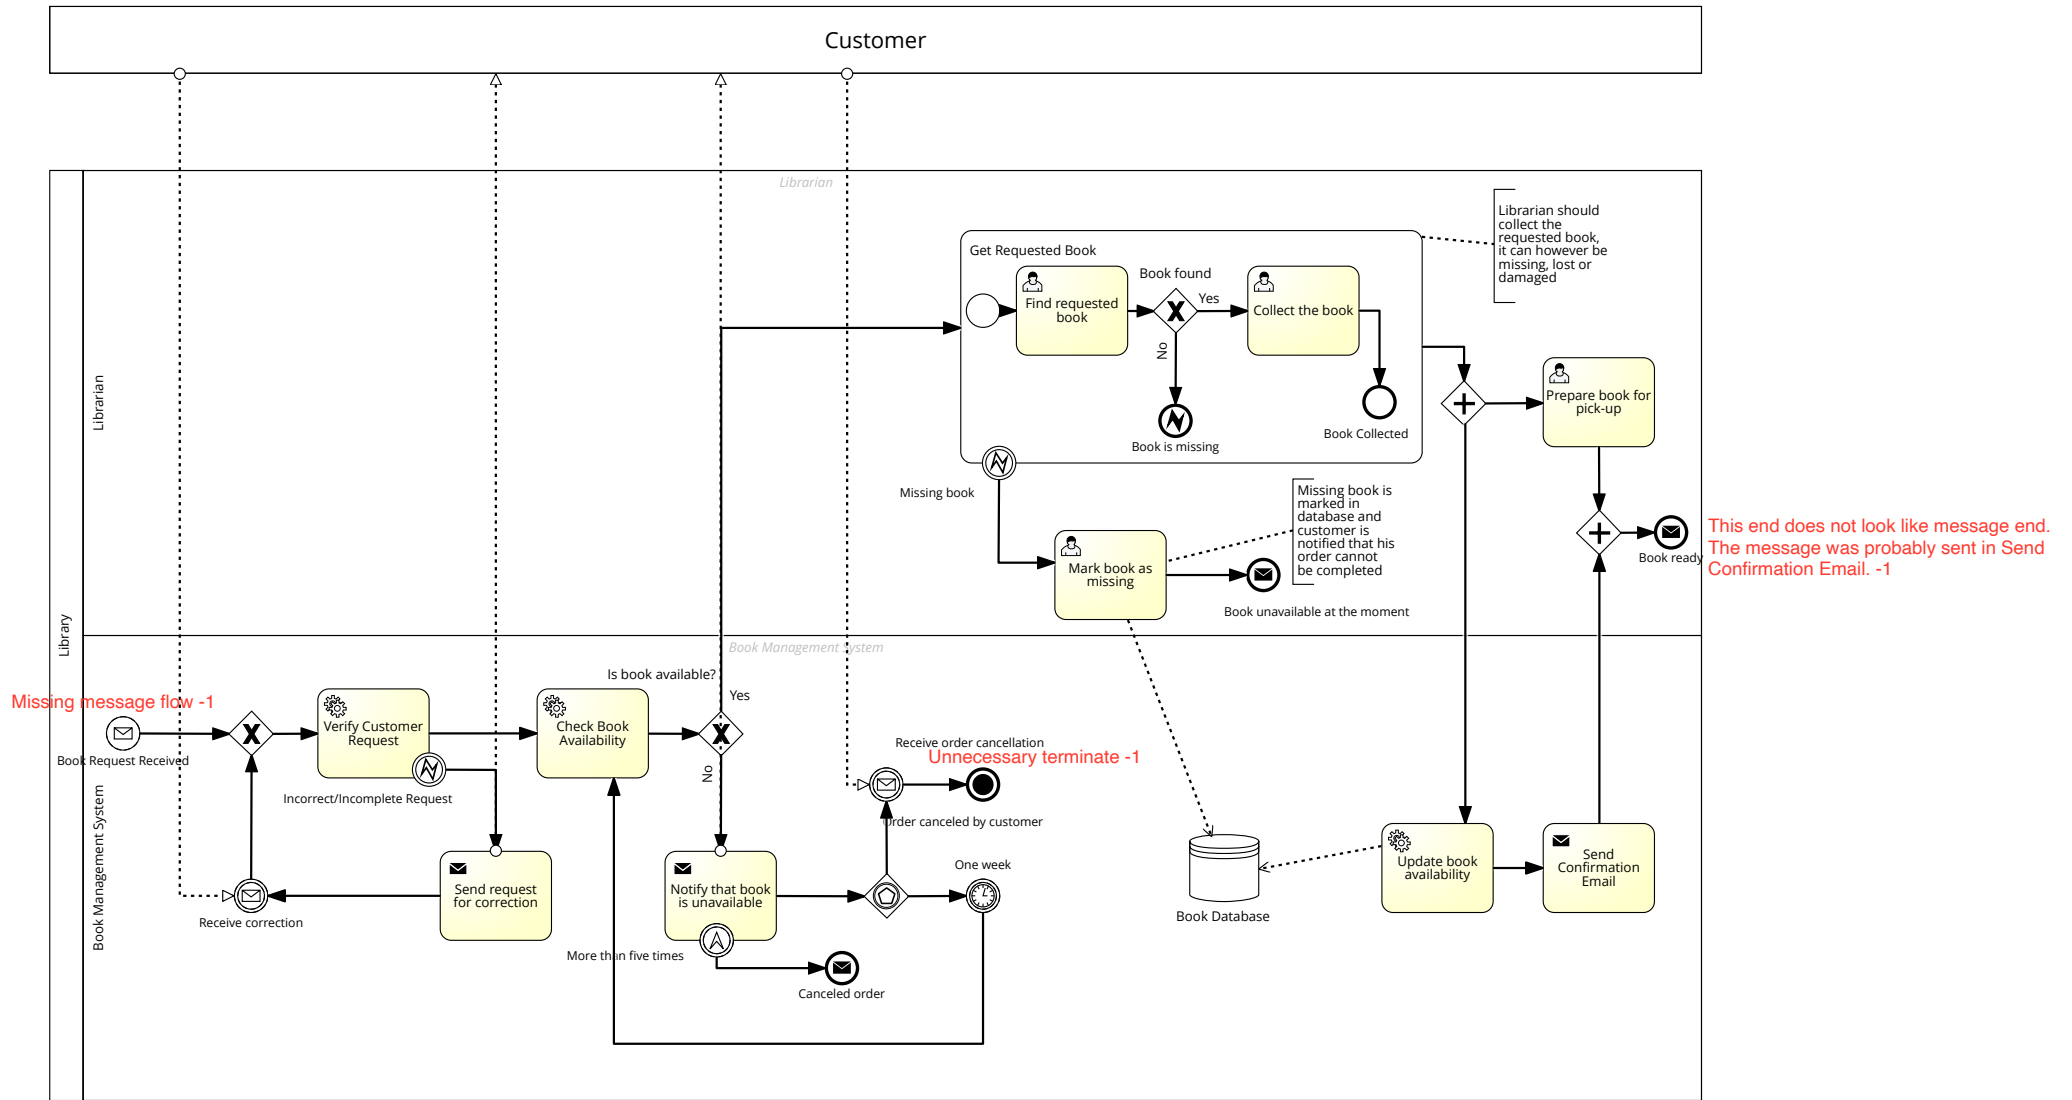 Customer
Librarian
Librarian should
collect the
requested book,
it can however be
missing, lost or
damaged
Get Requested Book
Book found
Yes
Find requested
book
Collect the book
No
Book is missing
Book Collected
Librarian
Prepare book for
pick-up
Missing book
Missing book is
marked in
database and
customer is
notified that his
order cannot
be completed
Mark book as
missing
Book unavailable at the moment
Book ready
This end does not look like message end.
The message was probably sent in Send
Confirmation Email. -1
Library
Book Management System
Is book available?
Yes
Missing message flow -1
Verify Customer
Request
Check Book
Availability
Book Request Received
No
Receive order cancellation
Unnecessary terminate -1
Incorrect/Incomplete Request
Order canceled by customer
Book Management System
Send request
for correction
Receive correction
Notify that book
is unavailable
One week
More than five times
Canceled order
Book Database
Update book
availability
Send
Confirmation
Email